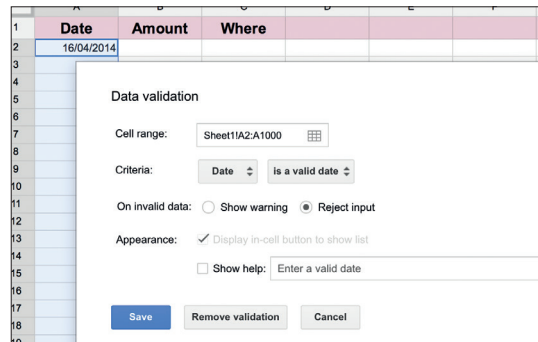 1 Date Amount Where
2 16/04/2014
3
4
5 Data validation
6
7 Cell range: Sheet1!A2:A1000
8
9 Criteria: Date is a valid date
10
11 On invalid data: Show warning Reject input
12
13 Appearance: Display in-cell button to show list
14
15 Show help: Enter a valid date
16
17 Save Remove validation Cancel
18